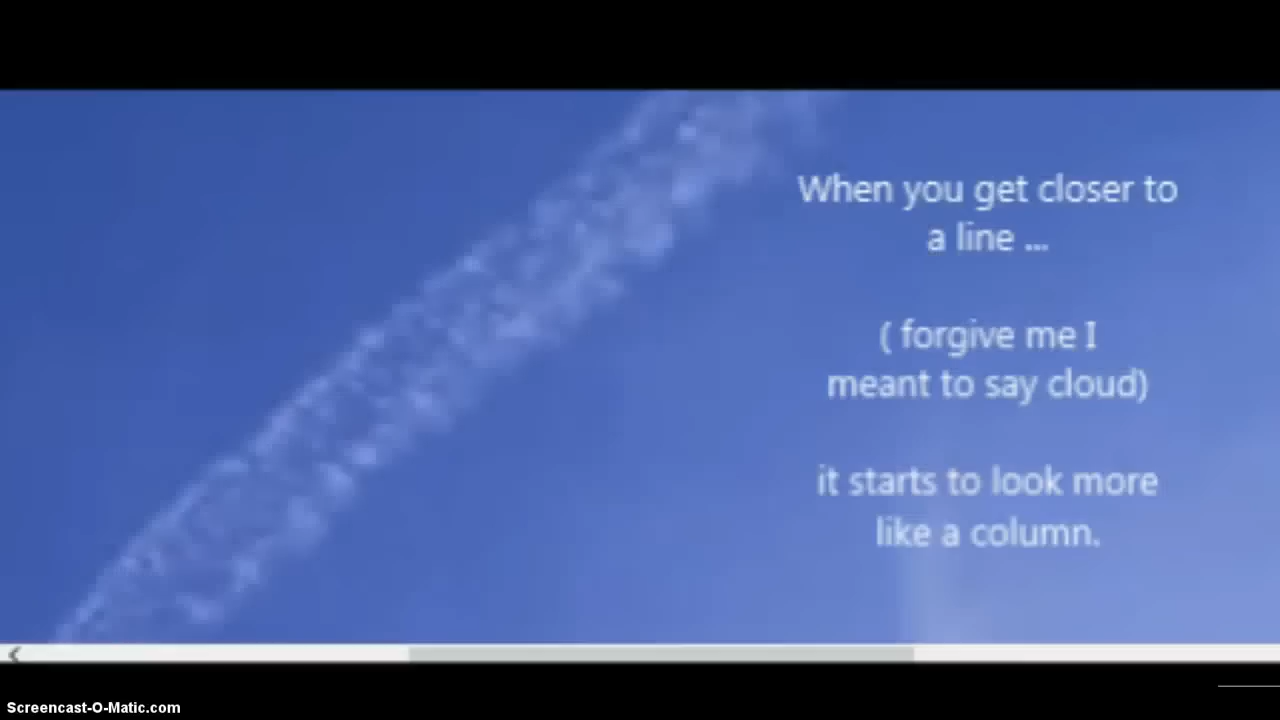 When you get closer to
a line ...
( forgive me I
meant to say cloud)
it starts to look more
like a column.
Screencast-O-Matic.com